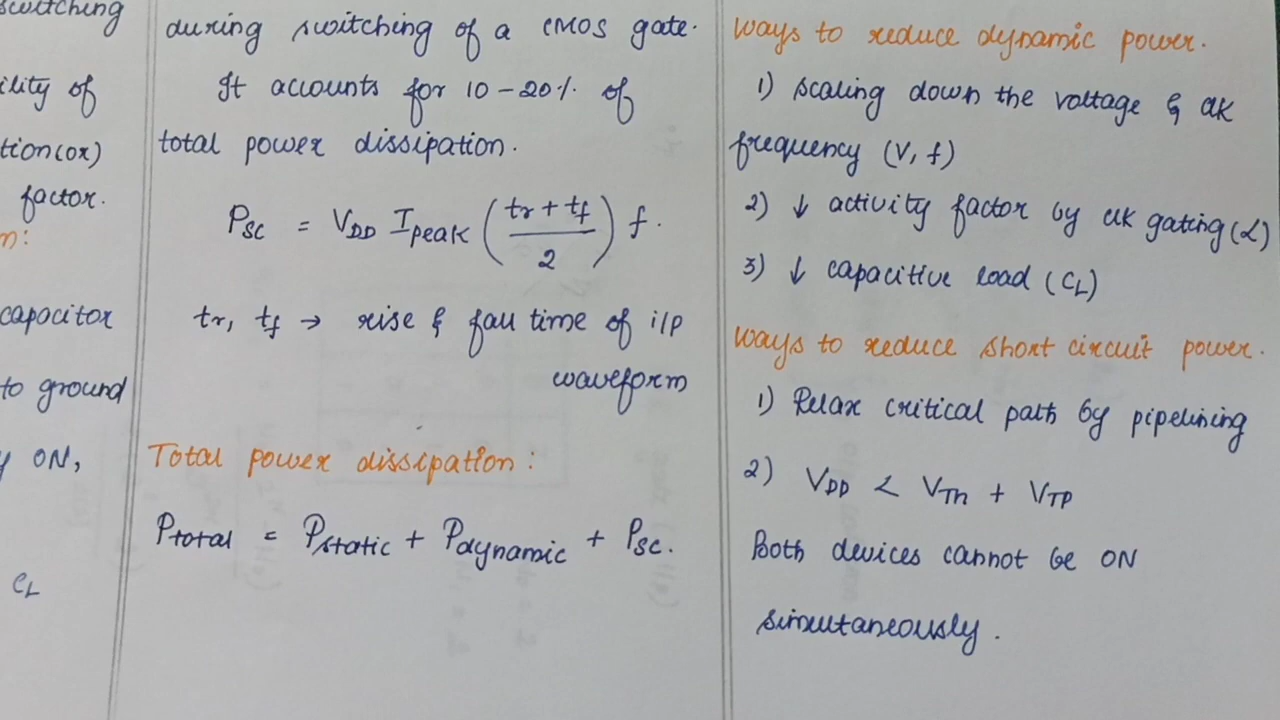 switching
ility of
tion(ox)
factor.
n:
capacitor
to ground
y ON,
CL
during switching of a CMOS gate.
It accounts for 10-20% of
total power dissipation.
Psc = VDD Ipeak ( (tr + tf) / 2 ) f.
tr, tf → rise & fall time of i/p
waveform
Total power dissipation:
Ptotal = Pstatic + Pdynamic + Psc.
Ways to reduce dynamic power.
1) scaling down the voltage & clk
frequency (V, f)
2) ↓ activity factor by clk gating (α)
3) ↓ capacitive load (CL)
Ways to reduce short circuit power.
1) Relax critical path by pipelining
2) VDD < VTn + VTP
Both devices cannot be ON
simultaneously.